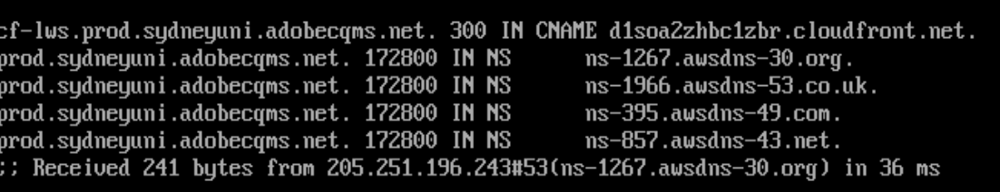 cf-lws.prod.sydneyuni.adobecqms.net. 300 IN CNAME d1soa2zhbc1zbr.cloudfront.net.
prod.sydneyuni.adobecqms.net. 172800 IN NS ns-1267.awsdns-30.org.
prod.sydneyuni.adobecqms.net. 172800 IN NS ns-1966.awsdns-53.co.uk.
prod.sydneyuni.adobecqms.net. 172800 IN NS ns-395.awsdns-49.com.
prod.sydneyuni.adobecqms.net. 172800 IN NS ns-857.awsdns-43.net.
;; Received 241 bytes from 205.251.196.243#53(ns-1267.awsdns-30.org) in 36 ms